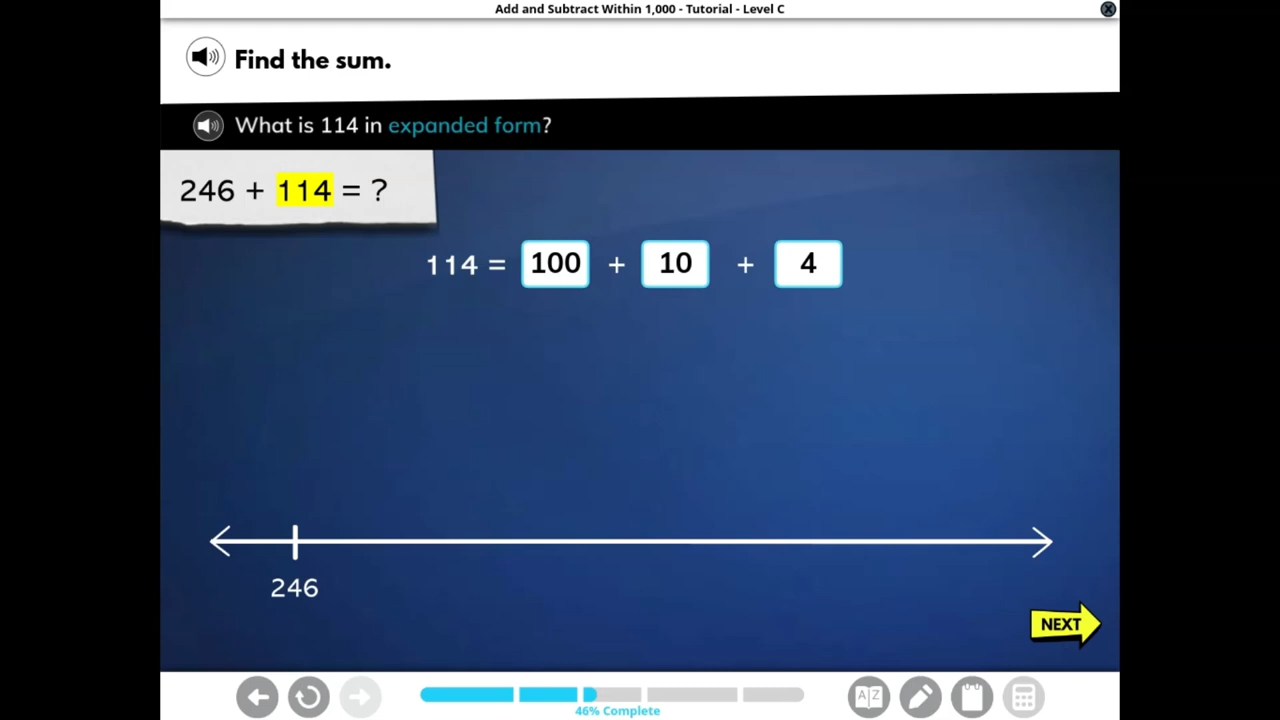 Add and Subtract Within 1,000 - Tutorial - Level C
Find the sum.
What is 114 in expanded form?
246 + 114 = ?
114 = 100 + 10 + 4
246
NEXT
46% Complete
A Z